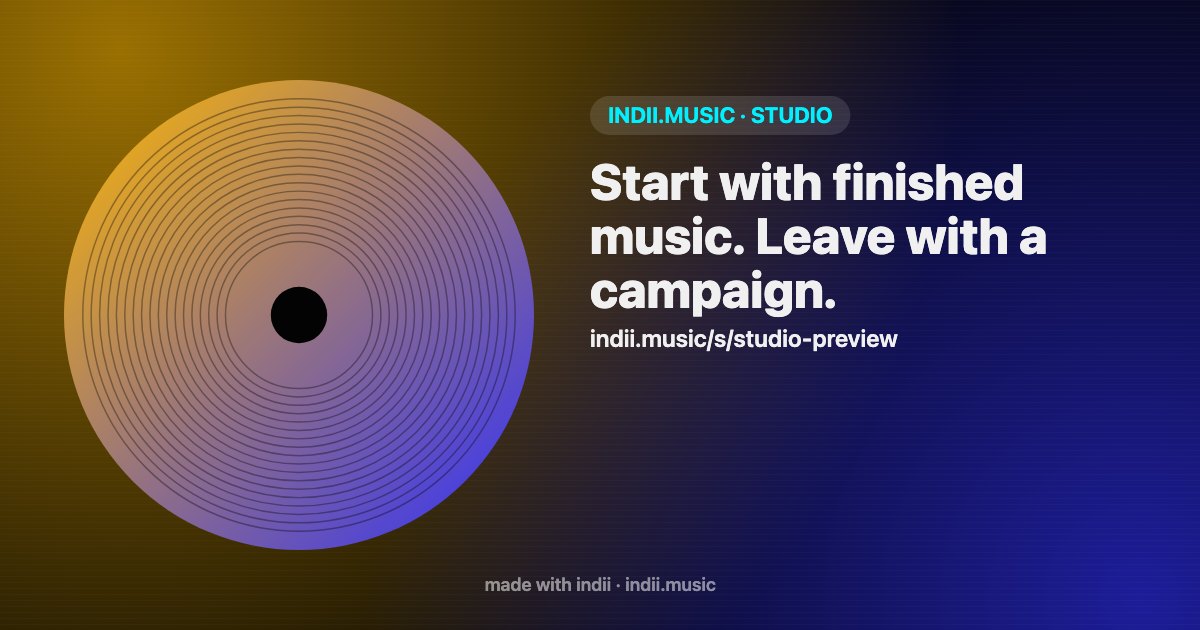 INDII.MUSIC · STUDIO
Start with finished
music. Leave with a
campaign.
indii.music/s/studio-preview
made with indii · indii.music